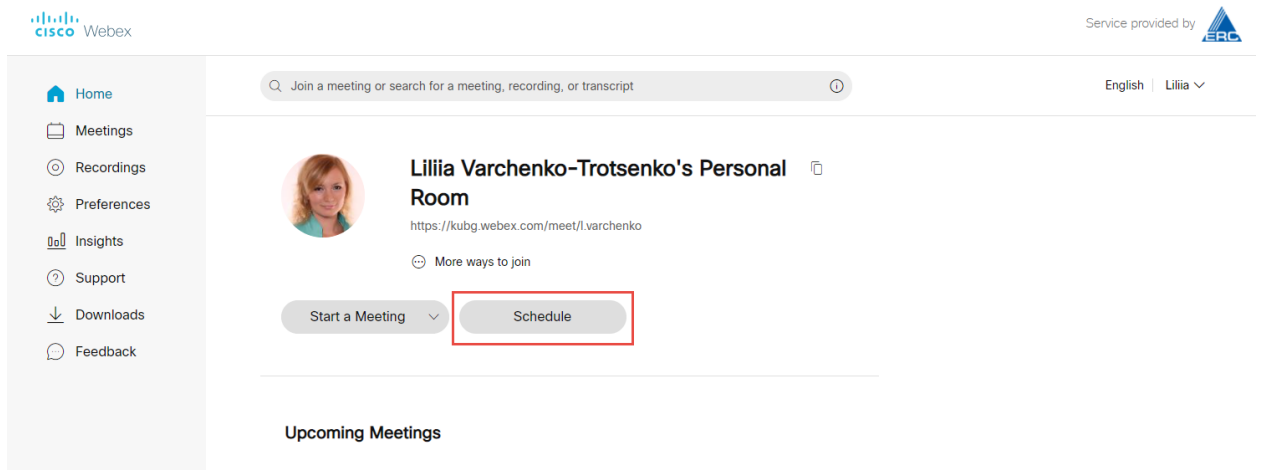 CISCO Webex
Service provided by
ERC
Home
Meetings
Recordings
Preferences
Insights
Support
Downloads
Feedback
Join a meeting or search for a meeting, recording, or transcript
English
Liliia
Liliia Varchenko-Trotsenko's Personal
Room
https://kubg.webex.com/meet/l.varchenko
More ways to join
Start a Meeting
Schedule
Upcoming Meetings